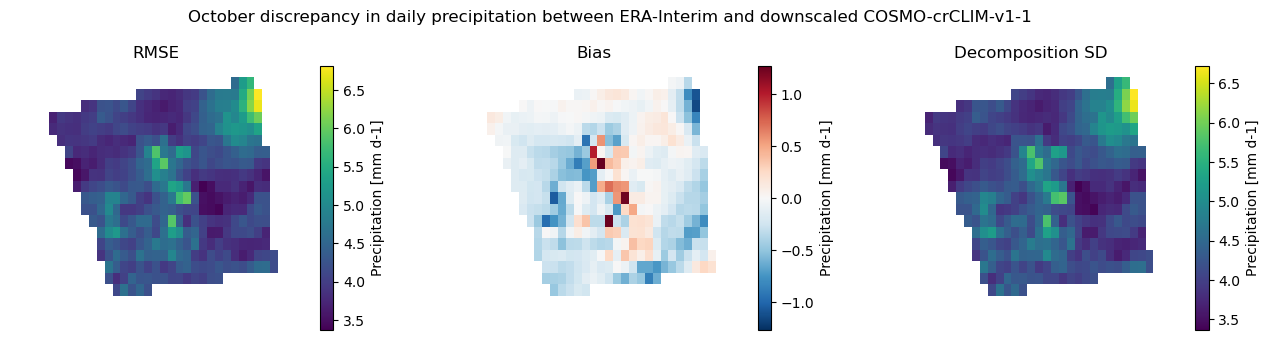 October discrepancy in daily precipitation between ERA-Interim and downscaled COSMO-crCLIM-v1-1
RMSE
6.5
6.0
5.5
5.0
4.5
4.0
3.5
Precipitation [mm d-1]
Bias
1.0
0.5
0.0
−0.5
−1.0
Precipitation [mm d-1]
Decomposition SD
6.5
6.0
5.5
5.0
4.5
4.0
3.5
Precipitation [mm d-1]